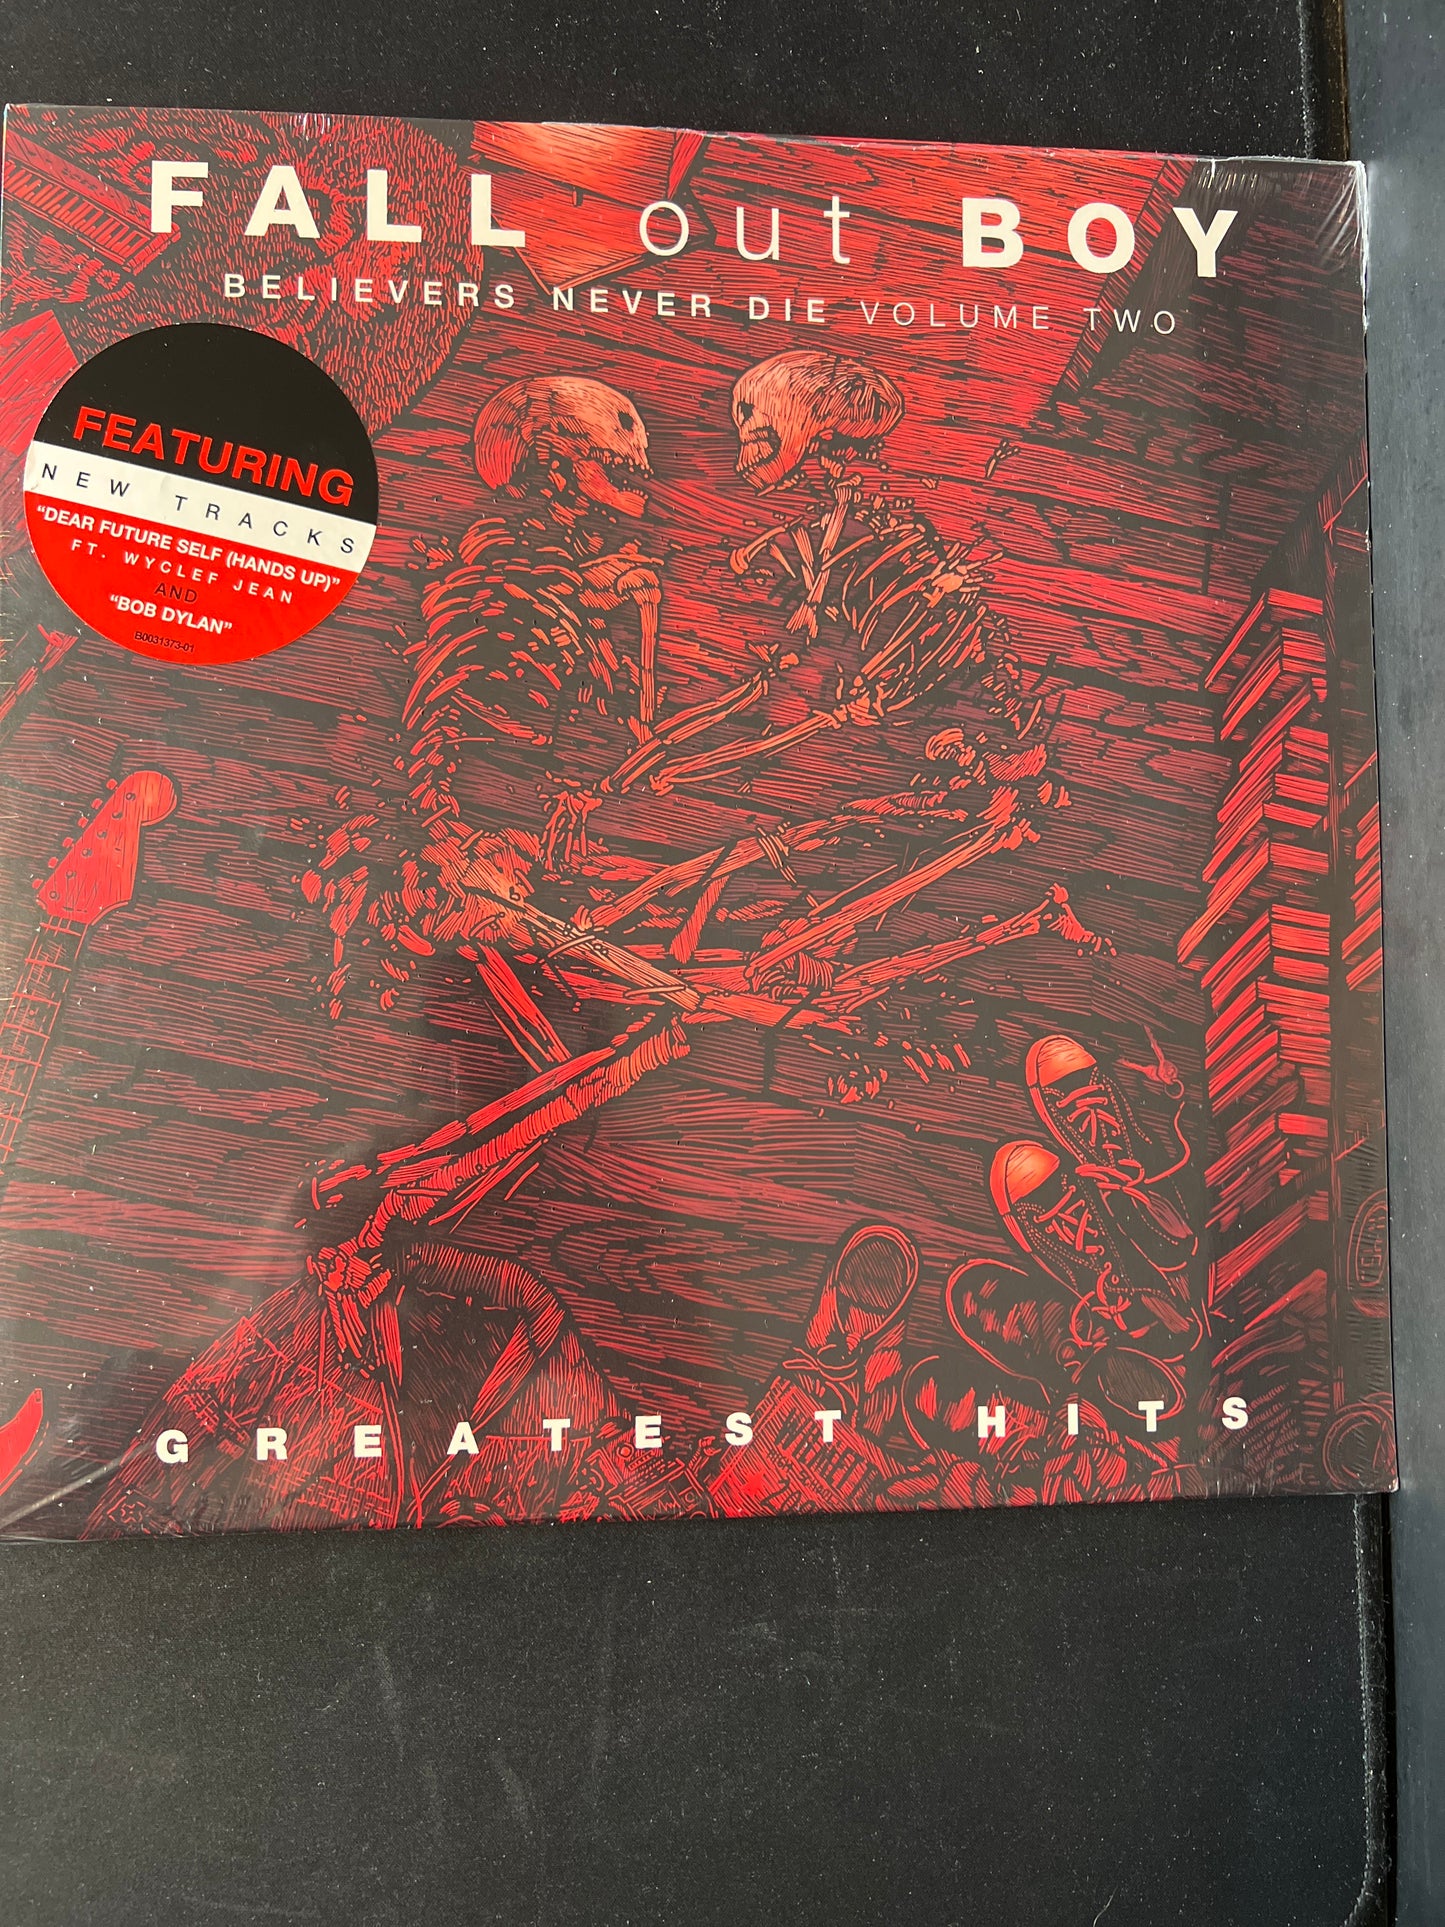 FALL out BOY
BELIEVERS NEVER DIE VOLUME TWO
FEATURING
NEW TRACKS
"DEAR FUTURE SELF (HANDS UP)"
FT. WYCLEF JEAN
AND
"BOB DYLAN"
B0031373-01
GREATEST HITS